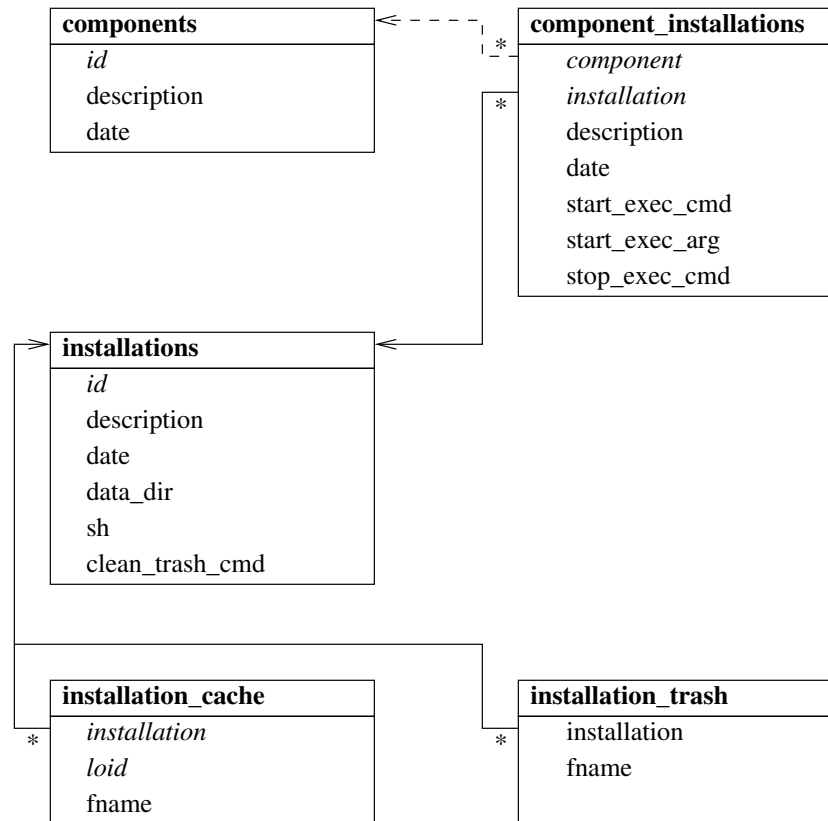 components
id
description
date
*
component_installations
component
installation
description
date
start_exec_cmd
start_exec_arg
stop_exec_cmd
*
installations
id
description
date
data_dir
sh
clean_trash_cmd
installation_cache
installation
loid
fname
*
installation_trash
installation
fname
*